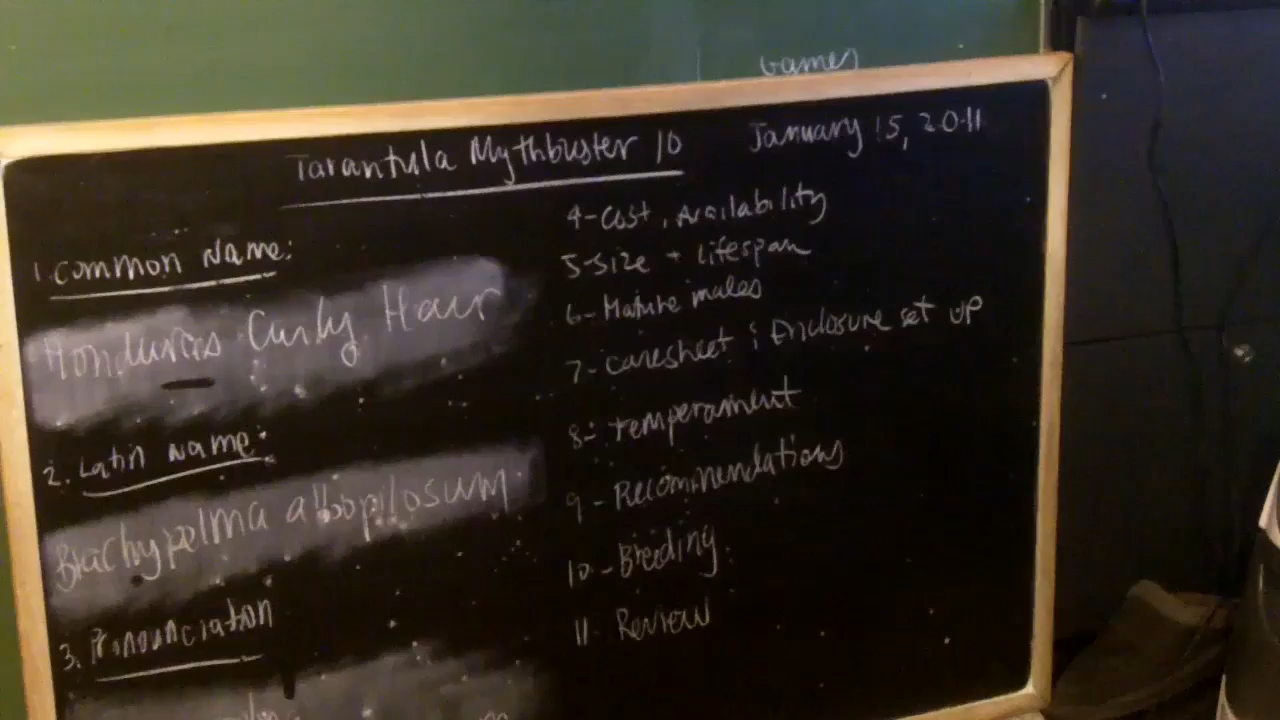 Games
Tarantula Mythbuster 10 January 15, 2011
1. Common Name:
Honduras Curly Hair
2. Latin Name:
Brachypelma albopilosum
3. Pronunciation
4-Cost, Availability
5-Size + Lifespan
6-Mature males
7-Caresheet & Enclosure set up
8-temperament
9-Recommendations
10-Breeding
11-Review